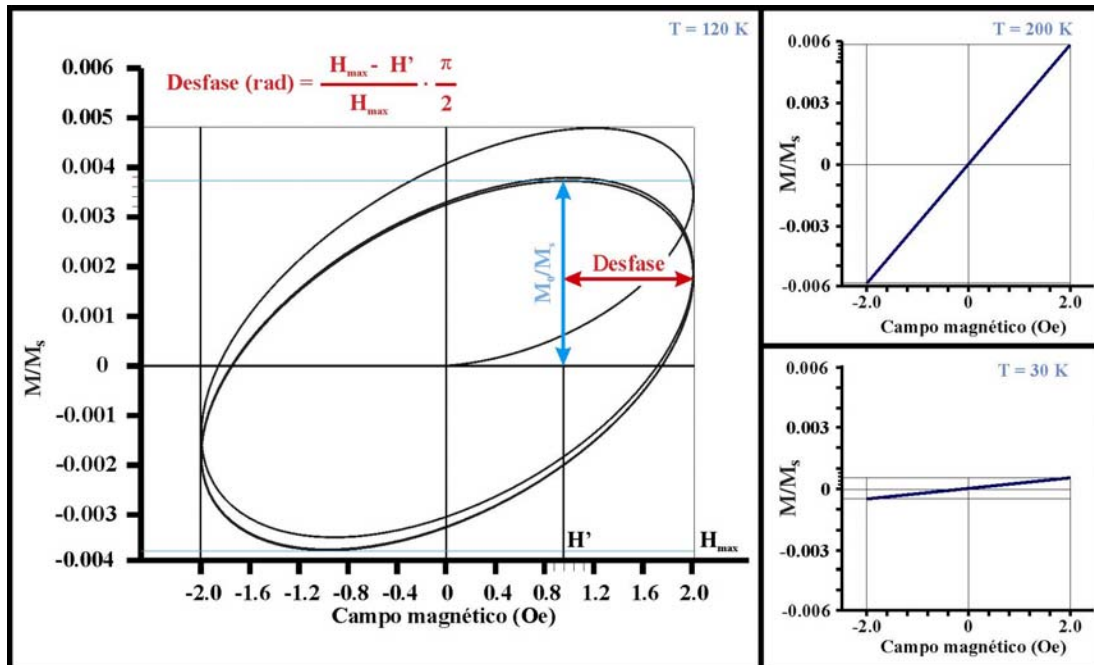 T = 120 K
Desfase (rad) = (H_max - H') / H_max · π / 2
M/M_s
0.006
0.005
0.004
0.003
0.002
0.001
0
-0.001
-0.002
-0.003
-0.004
M_0/M_s
Desfase
H'
H_max
-2.0 -1.6 -1.2 -0.8 -0.4 0 0.4 0.8 1.2 1.6 2.0
Campo magnético (Oe)
T = 200 K
M/M_s
0.006
0.003
0
-0.003
-0.006
-2.0 0 2.0
Campo magnético (Oe)
T = 30 K
M/M_s
0.006
0.003
0
-0.003
-0.006
-2.0 0 2.0
Campo magnético (Oe)